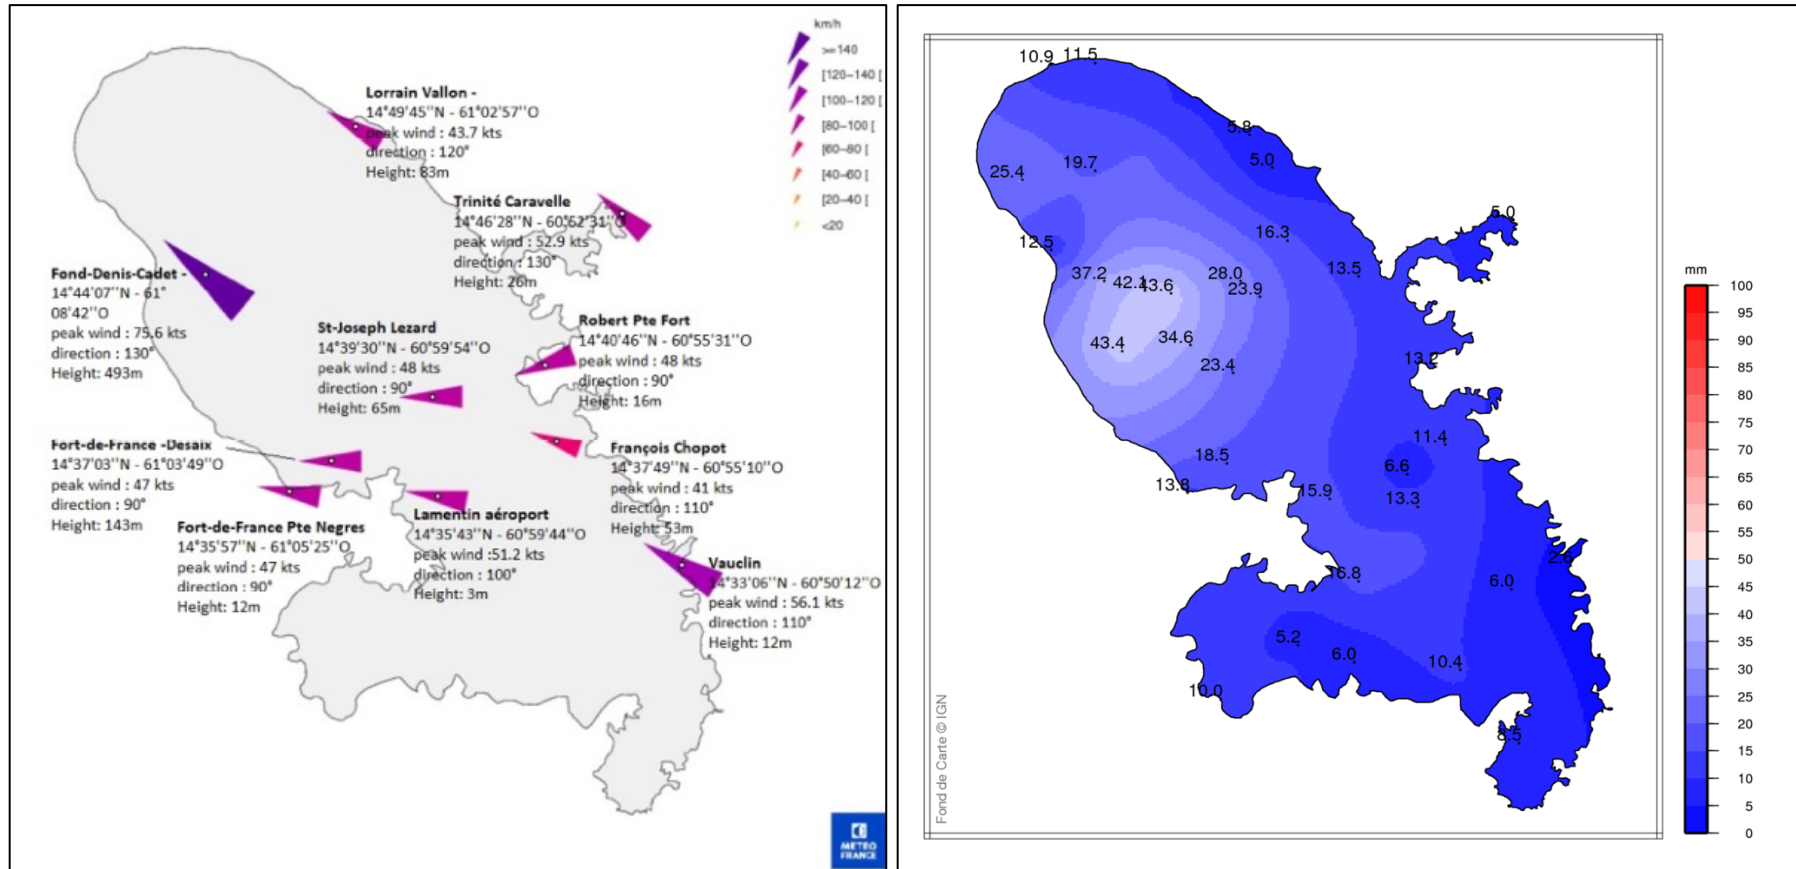 km/h
>=140
[120–140 [
[100–120 [
[80–100 [
[60–80 [
[40–60 [
[20–40 [
<20
Lorrain Vallon -
14°49'45''N - 61°02'57''O
peak wind : 43.7 kts
direction : 120°
Height: 83m
Trinité Caravelle
14°46'28''N - 60°52'31''O
peak wind : 52.9 kts
direction : 130°
Height: 26m
Fond-Denis-Cadet -
14°44'07''N - 61°
08'42''O
peak wind : 75.6 kts
direction : 130°
Height: 493m
St-Joseph Lezard
14°39'30''N - 60°59'54''O
peak wind : 48 kts
direction : 90°
Height: 65m
Robert Pte Fort
14°40'46''N - 60°55'31''O
peak wind : 48 kts
direction : 90°
Height: 16m
Fort-de-France -Desaix
14°37'03''N - 61°03'49''O
peak wind : 47 kts
direction : 90°
Height: 143m
François Chopot
14°37'49''N - 60°55'10''O
peak wind : 41 kts
direction : 110°
Height: 53m
Fort-de-France Pte Negres
14°35'57''N - 61°05'25''O
peak wind : 47 kts
direction : 90°
Height: 12m
Lamentin aéroport
14°35'43''N - 60°59'44''O
peak wind :51.2 kts
direction : 100°
Height: 3m
Vauclin
14°33'06''N - 60°50'12''O
peak wind : 56.1 kts
direction : 110°
Height: 12m
METEO
FRANCE
10.9 11.5
5.8
5.0
19.7
25.4
5.0
16.3
12.5
13.5
37.2 42.1 43.6 28.0
23.9
43.4 34.6
23.4
13.2
11.4
18.5
6.6
13.8 15.9
13.3
2.6
16.8
6.0
5.2
6.0
10.4
10.0
8.5
Fond de Carte © IGN
mm
100
95
90
85
80
75
70
65
60
55
50
45
40
35
30
25
20
15
10
5
0